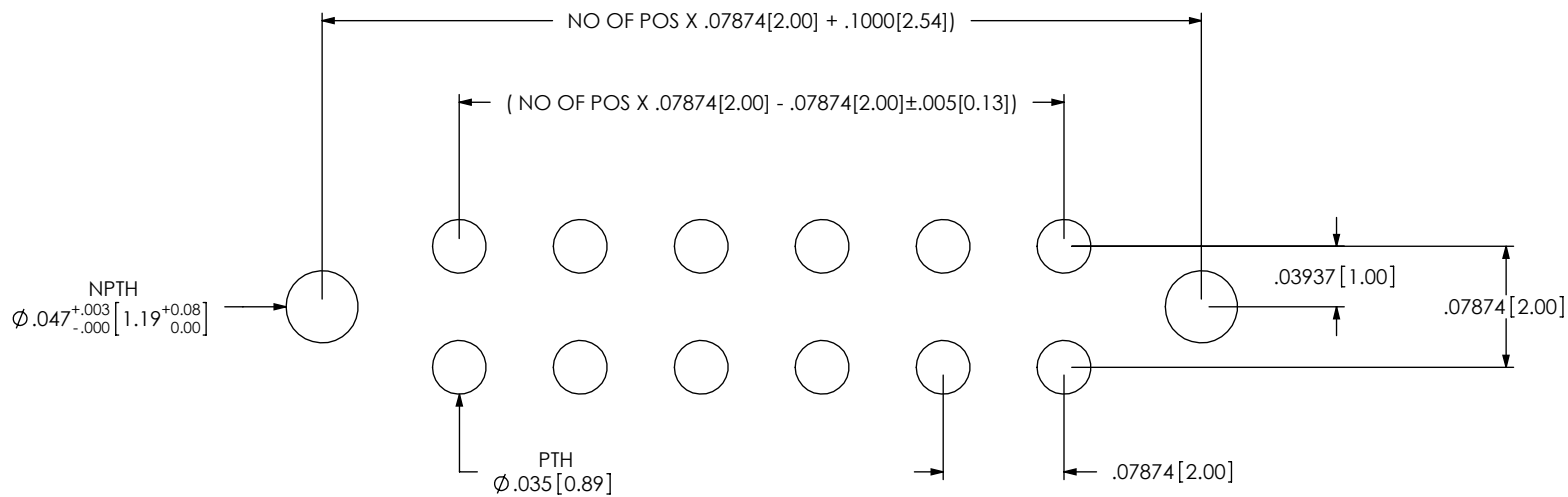 NO OF POS X .07874[2.00] + .1000[2.54])
( NO OF POS X .07874[2.00] - .07874[2.00]±.005[0.13])
NPTH
Ø.047 +.003 -.000 [1.19 +0.08 0.00]
.03937[1.00]
.07874[2.00]
PTH
Ø.035[0.89]
.07874[2.00]